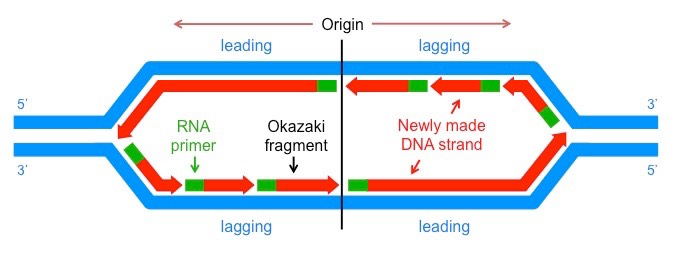 Origin
leading
lagging
5’
3’
RNA
primer
Okazaki
fragment
Newly made
DNA strand
3’
5’
lagging
leading